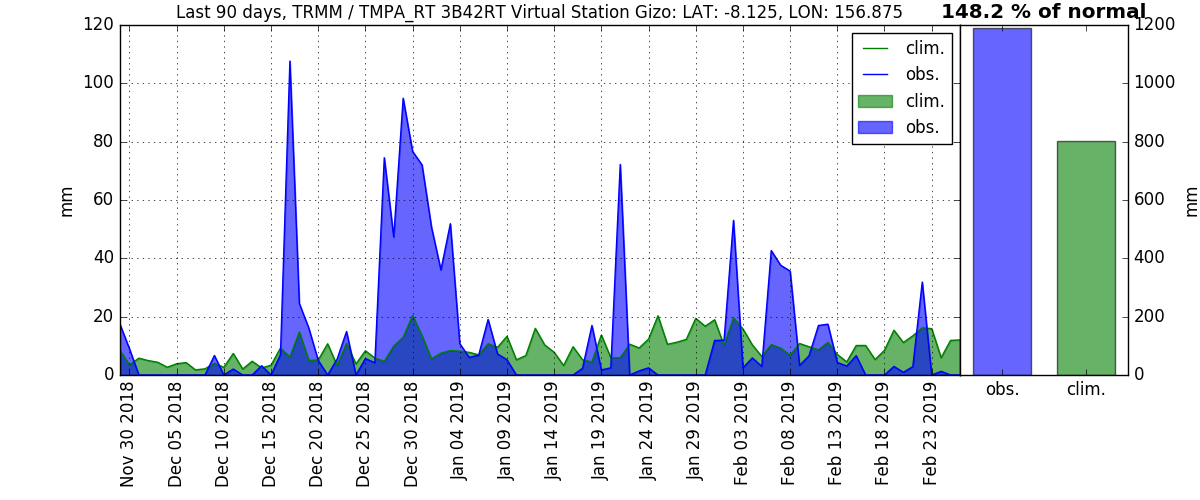 Last 90 days, TRMM / TMPA_RT 3B42RT Virtual Station Gizo: LAT: -8.125, LON: 156.875
148.2 % of normal
120
100
80
60
40
20
0
mm
clim.
obs.
clim.
obs.
1200
1000
800
600
400
200
0
mm
obs.
clim.
Nov 30 2018
Dec 05 2018
Dec 10 2018
Dec 15 2018
Dec 20 2018
Dec 25 2018
Dec 30 2018
Jan 04 2019
Jan 09 2019
Jan 14 2019
Jan 19 2019
Jan 24 2019
Jan 29 2019
Feb 03 2019
Feb 08 2019
Feb 13 2019
Feb 18 2019
Feb 23 2019